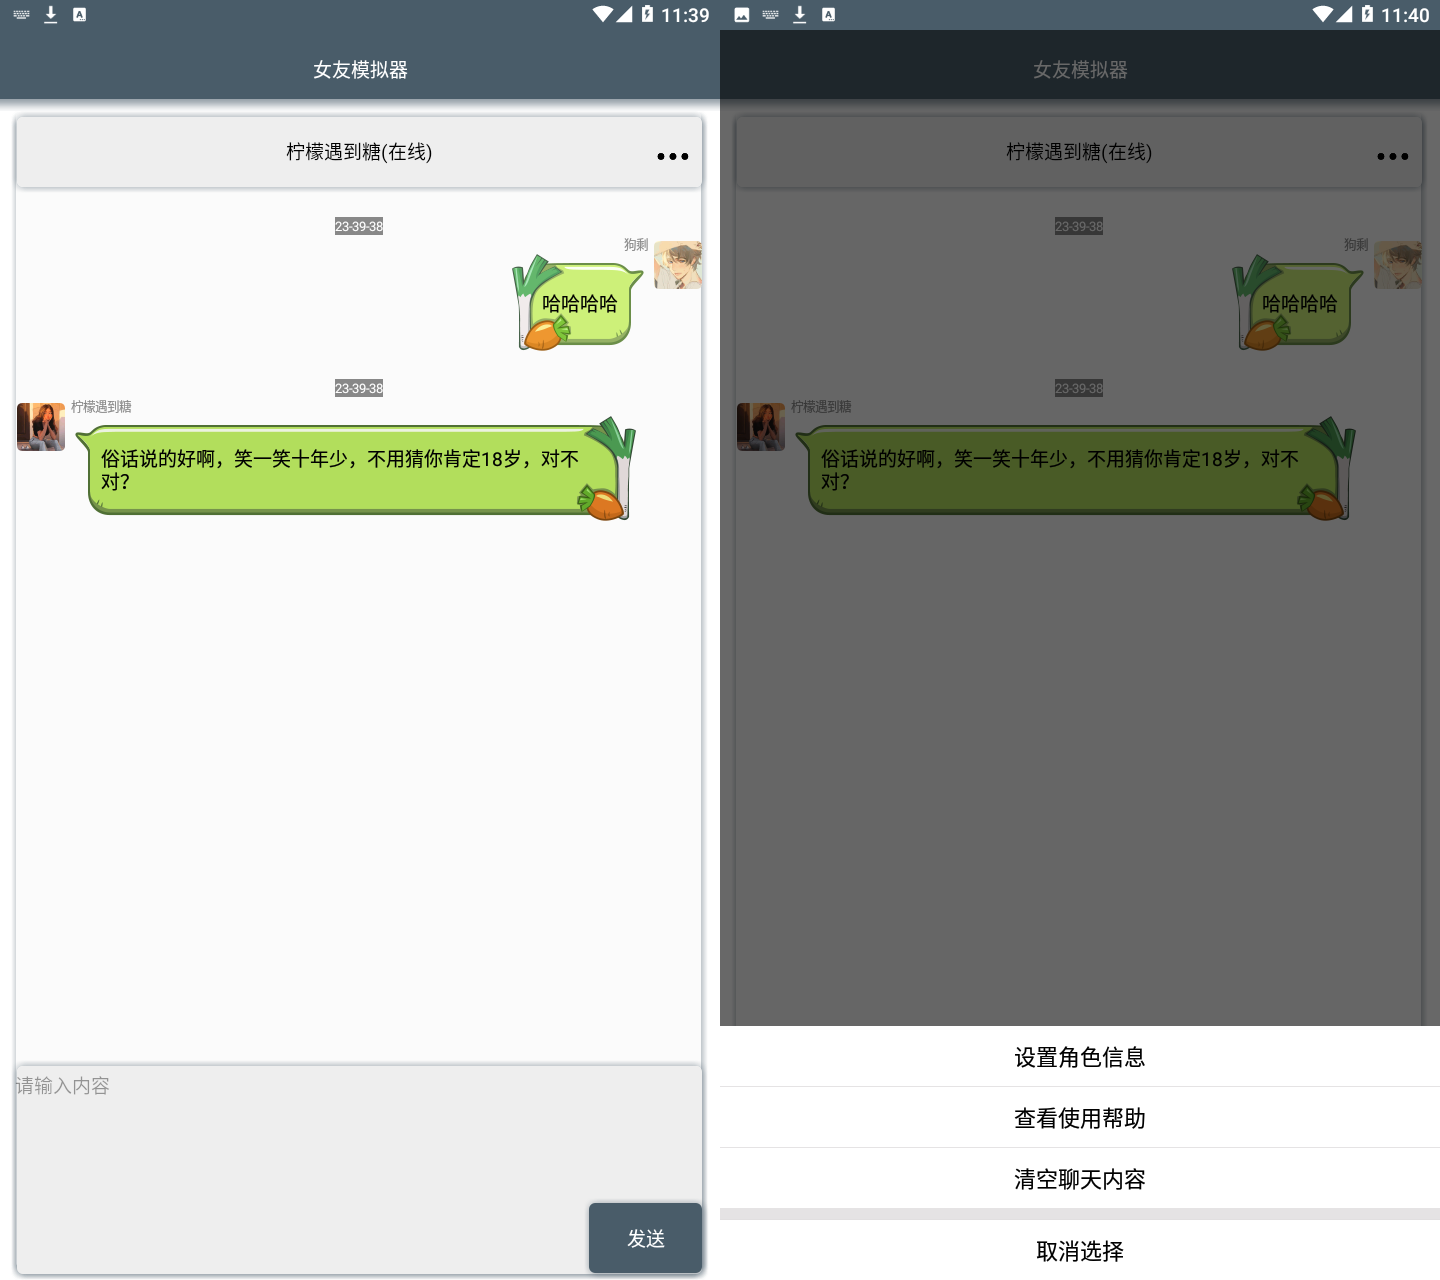 11:39
女友模拟器
柠檬遇到糖(在线)
23-39-38
狗剩
哈哈哈哈
23-39-38
柠檬遇到糖
俗话说的好啊，笑一笑十年少，不用猜你肯定18岁，对不
对？
请输入内容
发送
11:40
女友模拟器
柠檬遇到糖(在线)
23-39-38
狗剩
哈哈哈哈
23-39-38
柠檬遇到糖
俗话说的好啊，笑一笑十年少，不用猜你肯定18岁，对不
对？
设置角色信息
查看使用帮助
清空聊天内容
取消选择